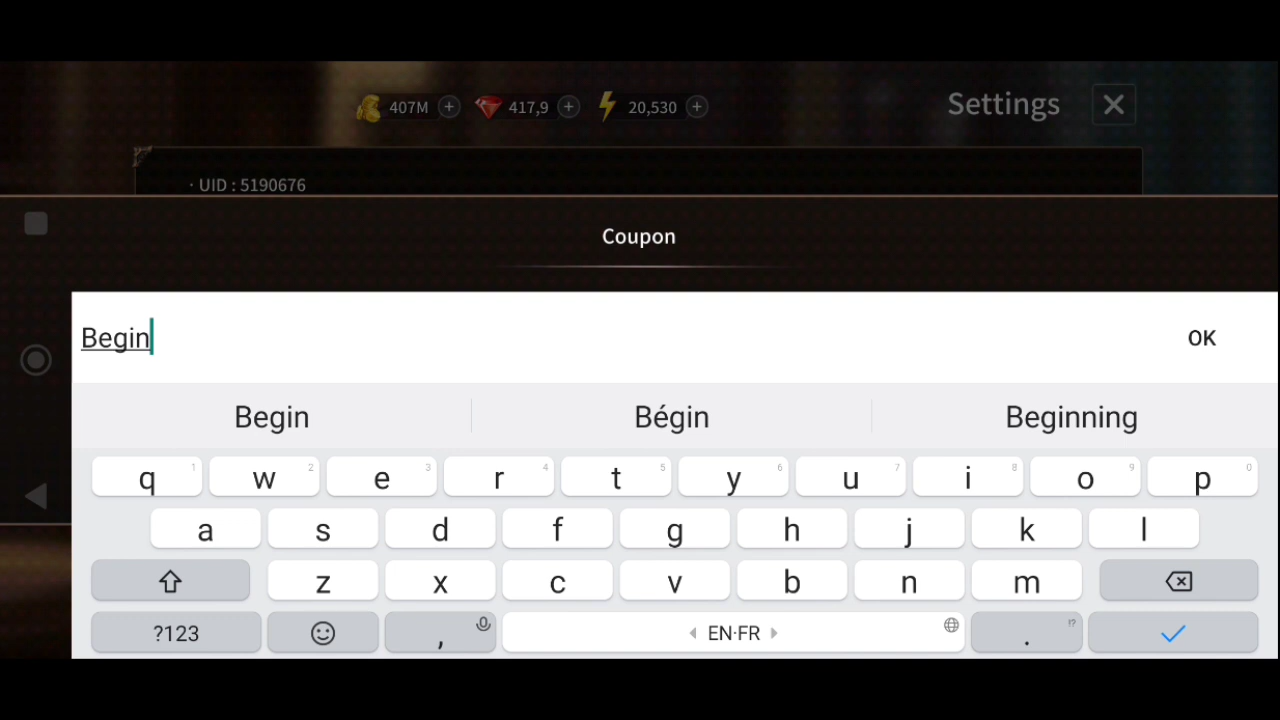 407M + 417,9 + 20,530 + Settings ×
· UID : 5190676
Coupon
Begin OK
Begin Bégin Beginning
q 1 w 2 e 3 r 4 t 5 y 6 u 7 i 8 o 9 p 0
a s d f g h j k l
z x c v b n m
?123 , EN·FR . !?